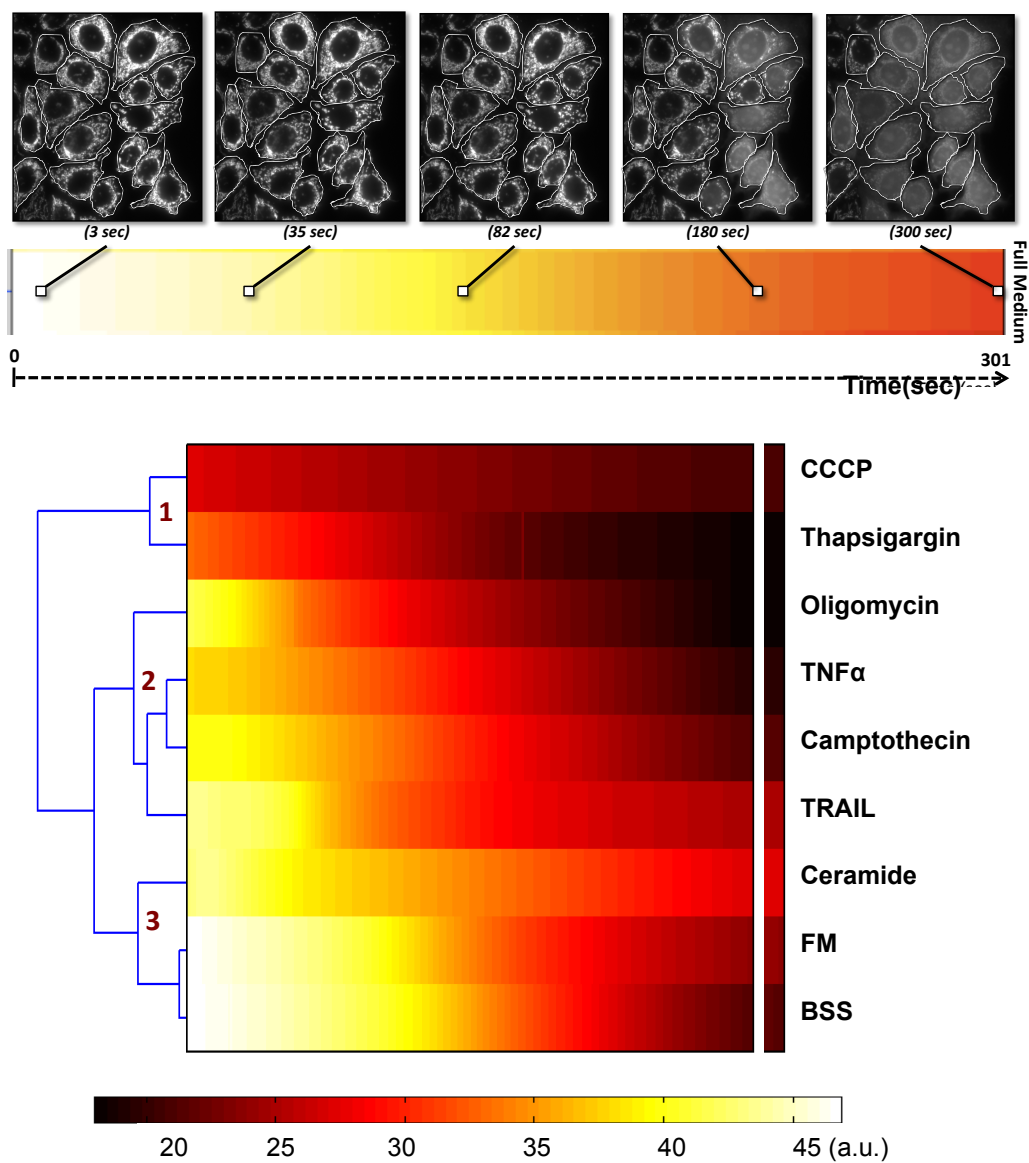 (3 sec) (35 sec) (82 sec) (180 sec) (300 sec)
Full Medium
0 301
Time(sec)
CCCP
1
Thapsigargin
Oligomycin
TNFα
2
Camptothecin
TRAIL
Ceramide
3
FM
BSS
20 25 30 35 40 45 (a.u.)